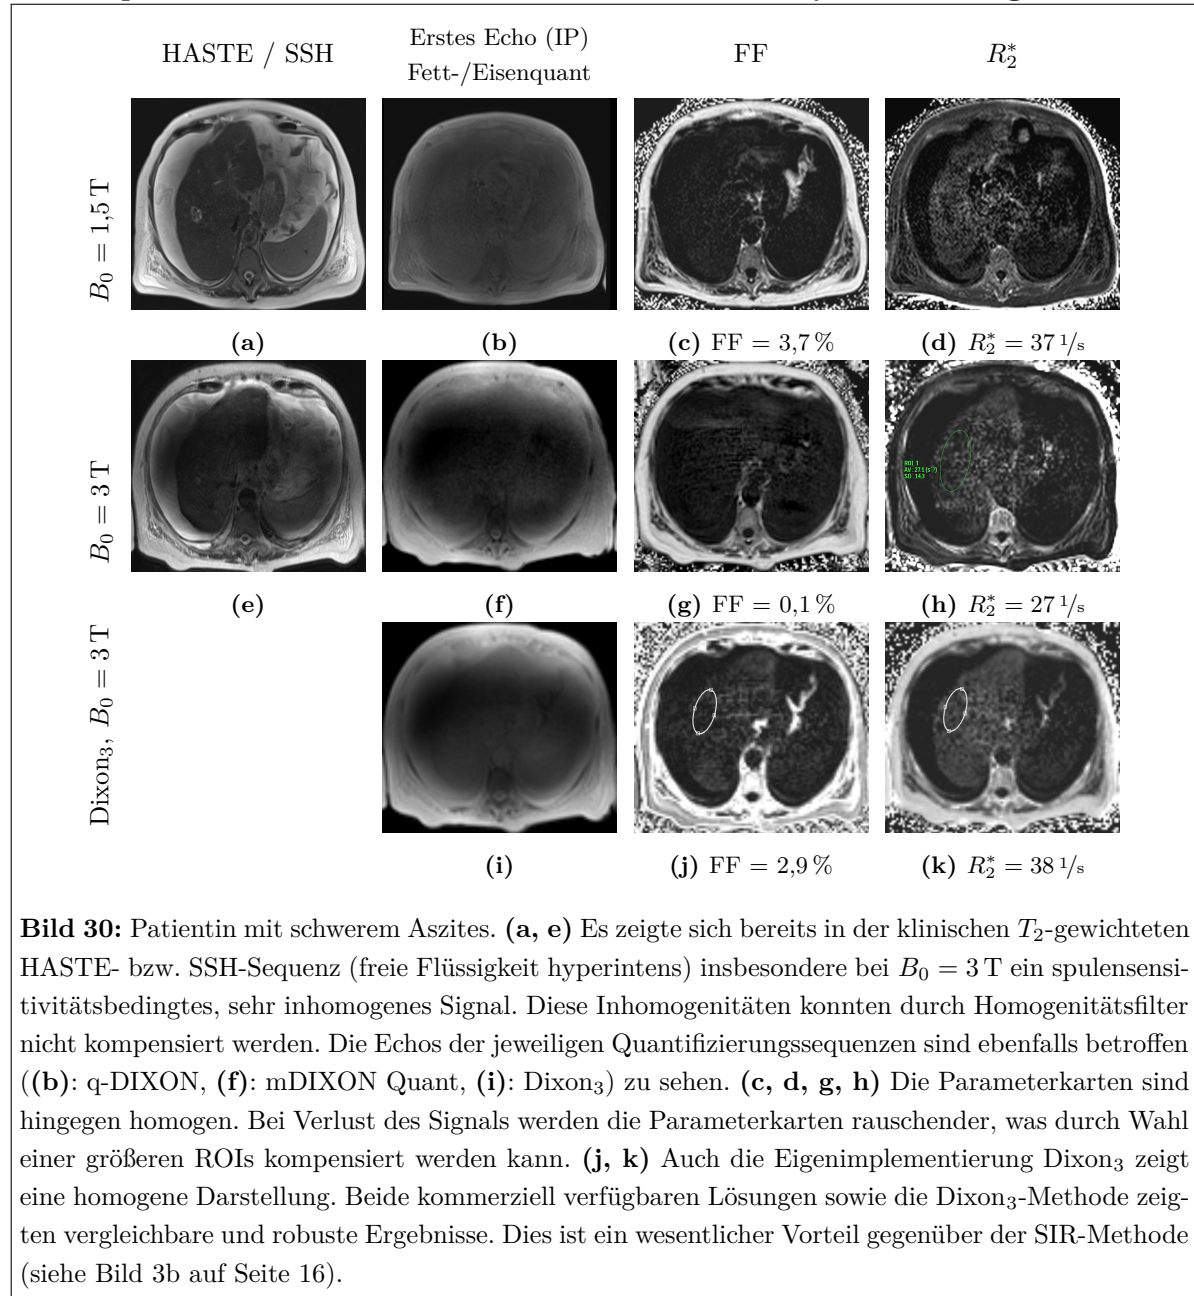 HASTE / SSH
Erstes Echo (IP)
Fett-/Eisenquant
FF
R₂*
B₀ = 1,5 T
(a)
(b)
(c) FF = 3,7 %
(d) R₂* = 37 1/s
B₀ = 3 T
ROI 1
(e)
(f)
(g) FF = 0,1 %
(h) R₂* = 27 1/s
Dixon₃, B₀ = 3 T
(i)
(j) FF = 2,9 %
(k) R₂* = 38 1/s
Bild 30: Patientin mit schwerem Aszites. (a, e) Es zeigte sich bereits in der klinischen T₂-gewichteten
HASTE- bzw. SSH-Sequenz (freie Flüssigkeit hyperintens) insbesondere bei B₀ = 3 T ein spulensensi-
tivitätsbedingtes, sehr inhomogenes Signal. Diese Inhomogenitäten konnten durch Homogenitätsfilter
nicht kompensiert werden. Die Echos der jeweiligen Quantifizierungssequenzen sind ebenfalls betroffen
((b): q-DIXON, (f): mDIXON Quant, (i): Dixon₃) zu sehen. (c, d, g, h) Die Parameterkarten sind
hingegen homogen. Bei Verlust des Signals werden die Parameterkarten rauschender, was durch Wahl
einer größeren ROIs kompensiert werden kann. (j, k) Auch die Eigenimplementierung Dixon₃ zeigt
eine homogene Darstellung. Beide kommerziell verfügbaren Lösungen sowie die Dixon₃-Methode zeig-
ten vergleichbare und robuste Ergebnisse. Dies ist ein wesentlicher Vorteil gegenüber der SIR-Methode
(siehe Bild 3b auf Seite 16).